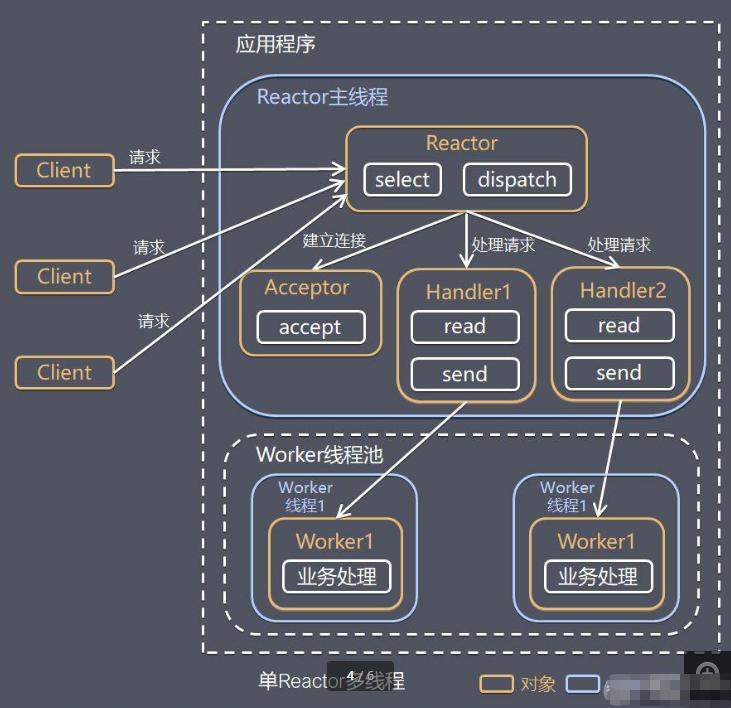 应用程序
Reactor主线程
Reactor
select
dispatch
Client
请求
Client
请求
Client
请求
建立连接
处理请求
处理请求
Acceptor
accept
Handler1
read
send
Handler2
read
send
Worker线程池
Worker
线程1
Worker1
业务处理
Worker
线程1
Worker1
业务处理
单Reactor多线程
4 / 6
对象